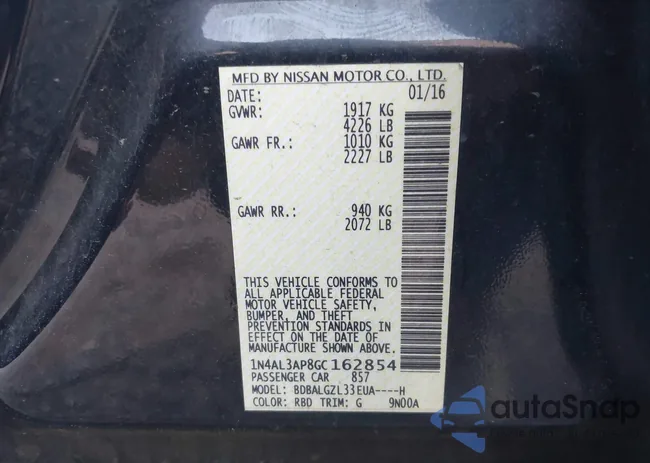 MFD BY NISSAN MOTOR CO., LTD.
DATE: 01/16
GVWR: 1917 KG
4226 LB
GAWR FR.: 1010 KG
2227 LB
GAWR RR.: 940 KG
2072 LB
THIS VEHICLE CONFORMS TO
ALL APPLICABLE FEDERAL
MOTOR VEHICLE SAFETY,
BUMPER, AND THEFT
PREVENTION STANDARDS IN
EFFECT ON THE DATE OF
MANUFACTURE SHOWN ABOVE.
1N4AL3AP8GC162854
PASSENGER CAR 857
MODEL: BDBALGZL33EUA----H
COLOR: RBD TRIM: G 9N00A
autoSnap